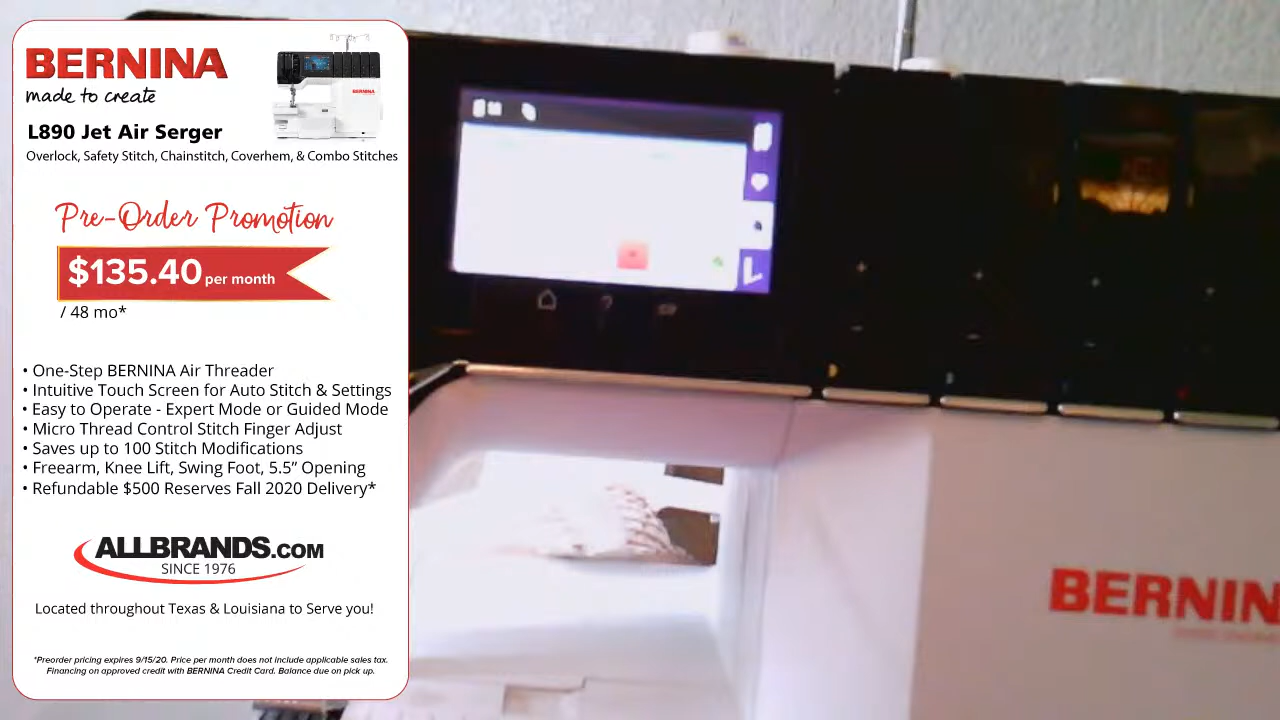 BERNINA
made to create
L890 Jet Air Serger
Overlock, Safety Stitch, Chainstitch, Coverhem, & Combo Stitches
Pre-Order Promotion
$135.40 per month
/ 48 mo*
• One-Step BERNINA Air Threader
• Intuitive Touch Screen for Auto Stitch & Settings
• Easy to Operate - Expert Mode or Guided Mode
• Micro Thread Control Stitch Finger Adjust
• Saves up to 100 Stitch Modifications
• Freearm, Knee Lift, Swing Foot, 5.5” Opening
• Refundable $500 Reserves Fall 2020 Delivery*
ALLBRANDS.COM
SINCE 1976
Located throughout Texas & Louisiana to Serve you!
*Preorder pricing expires 9/15/20. Price per month does not include applicable sales tax.
Financing on approved credit with BERNINA Credit Card. Balance due on pick up.
BERNIN